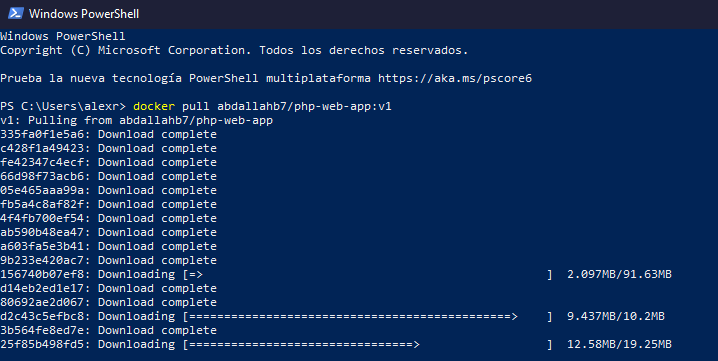 Windows PowerShell
Windows PowerShell
Copyright (C) Microsoft Corporation. Todos los derechos reservados.
Prueba la nueva tecnología PowerShell multiplataforma https://aka.ms/pscore6
PS C:\Users\alexr> docker pull abdallahb7/php-web-app:v1
v1: Pulling from abdallahb7/php-web-app
335fa0f1e5a6: Download complete
c428f1a49423: Download complete
fe42347c4ecf: Download complete
66d98f73acb6: Download complete
05e465aaa99a: Download complete
fb5a4c8af82f: Download complete
4f4fb700ef54: Download complete
ab590b48ea47: Download complete
a603fa5e3b41: Download complete
9b233e420ac7: Download complete
156740b07ef8: Downloading [=>                                                 ]  2.097MB/91.63MB
d14eb2ed1e17: Download complete
80692ae2d067: Download complete
d2c43c5efbc8: Downloading [==============================================>    ]  9.437MB/10.2MB
3b564fe8ed7e: Download complete
25f85b498fd5: Downloading [================================>                  ]  12.58MB/19.25MB